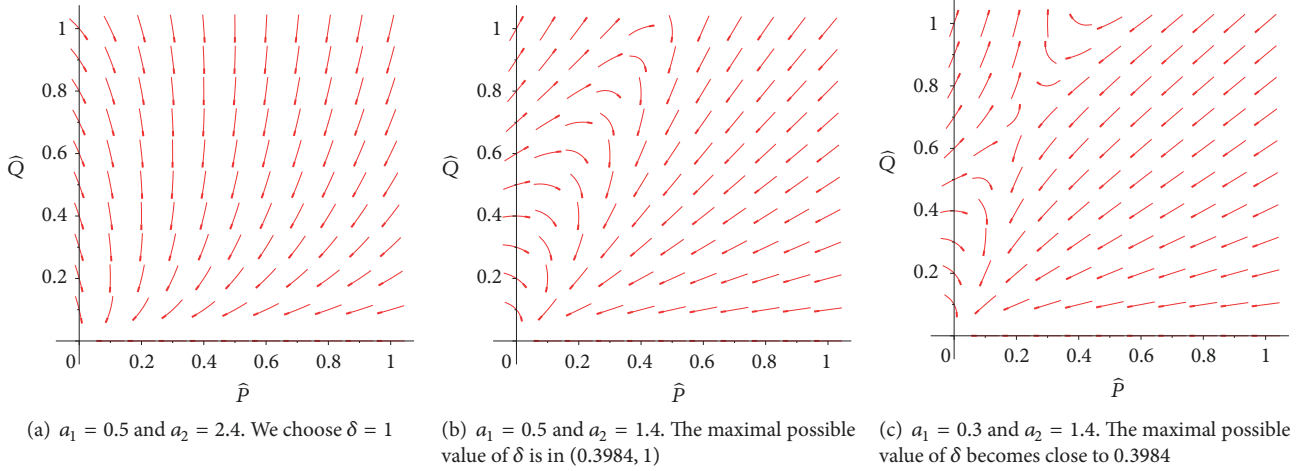 1
0.8
0.6
Q̂
0.4
0.2
0 0.2 0.4 0.6 0.8 1
P̂
(a) a₁ = 0.5 and a₂ = 2.4. We choose δ = 1
1
0.8
0.6
Q̂
0.4
0.2
0 0.2 0.4 0.6 0.8 1
P̂
(b) a₁ = 0.5 and a₂ = 1.4. The maximal possible
value of δ is in (0.3984, 1)
1
0.8
0.6
Q̂
0.4
0.2
0 0.2 0.4 0.6 0.8 1
P̂
(c) a₁ = 0.3 and a₂ = 1.4. The maximal possible
value of δ becomes close to 0.3984